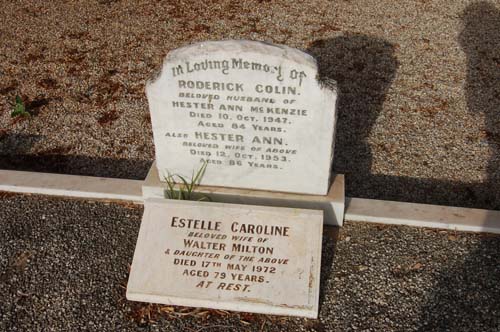 In Loving Memory of
RODERICK COLIN.
BELOVED HUSBAND OF
HESTER ANN McKENZIE
DIED 10. OCT. 1947.
AGED 84 YEARS.
ALSO HESTER ANN.
BELOVED WIFE OF ABOVE
DIED 12. OCT. 1953.
AGED 86 YEARS.
ESTELLE CAROLINE
BELOVED WIFE OF
WALTER MILTON
& DAUGHTER OF THE ABOVE
DIED 17TH MAY 1972
AGED 79 YEARS.
AT REST.